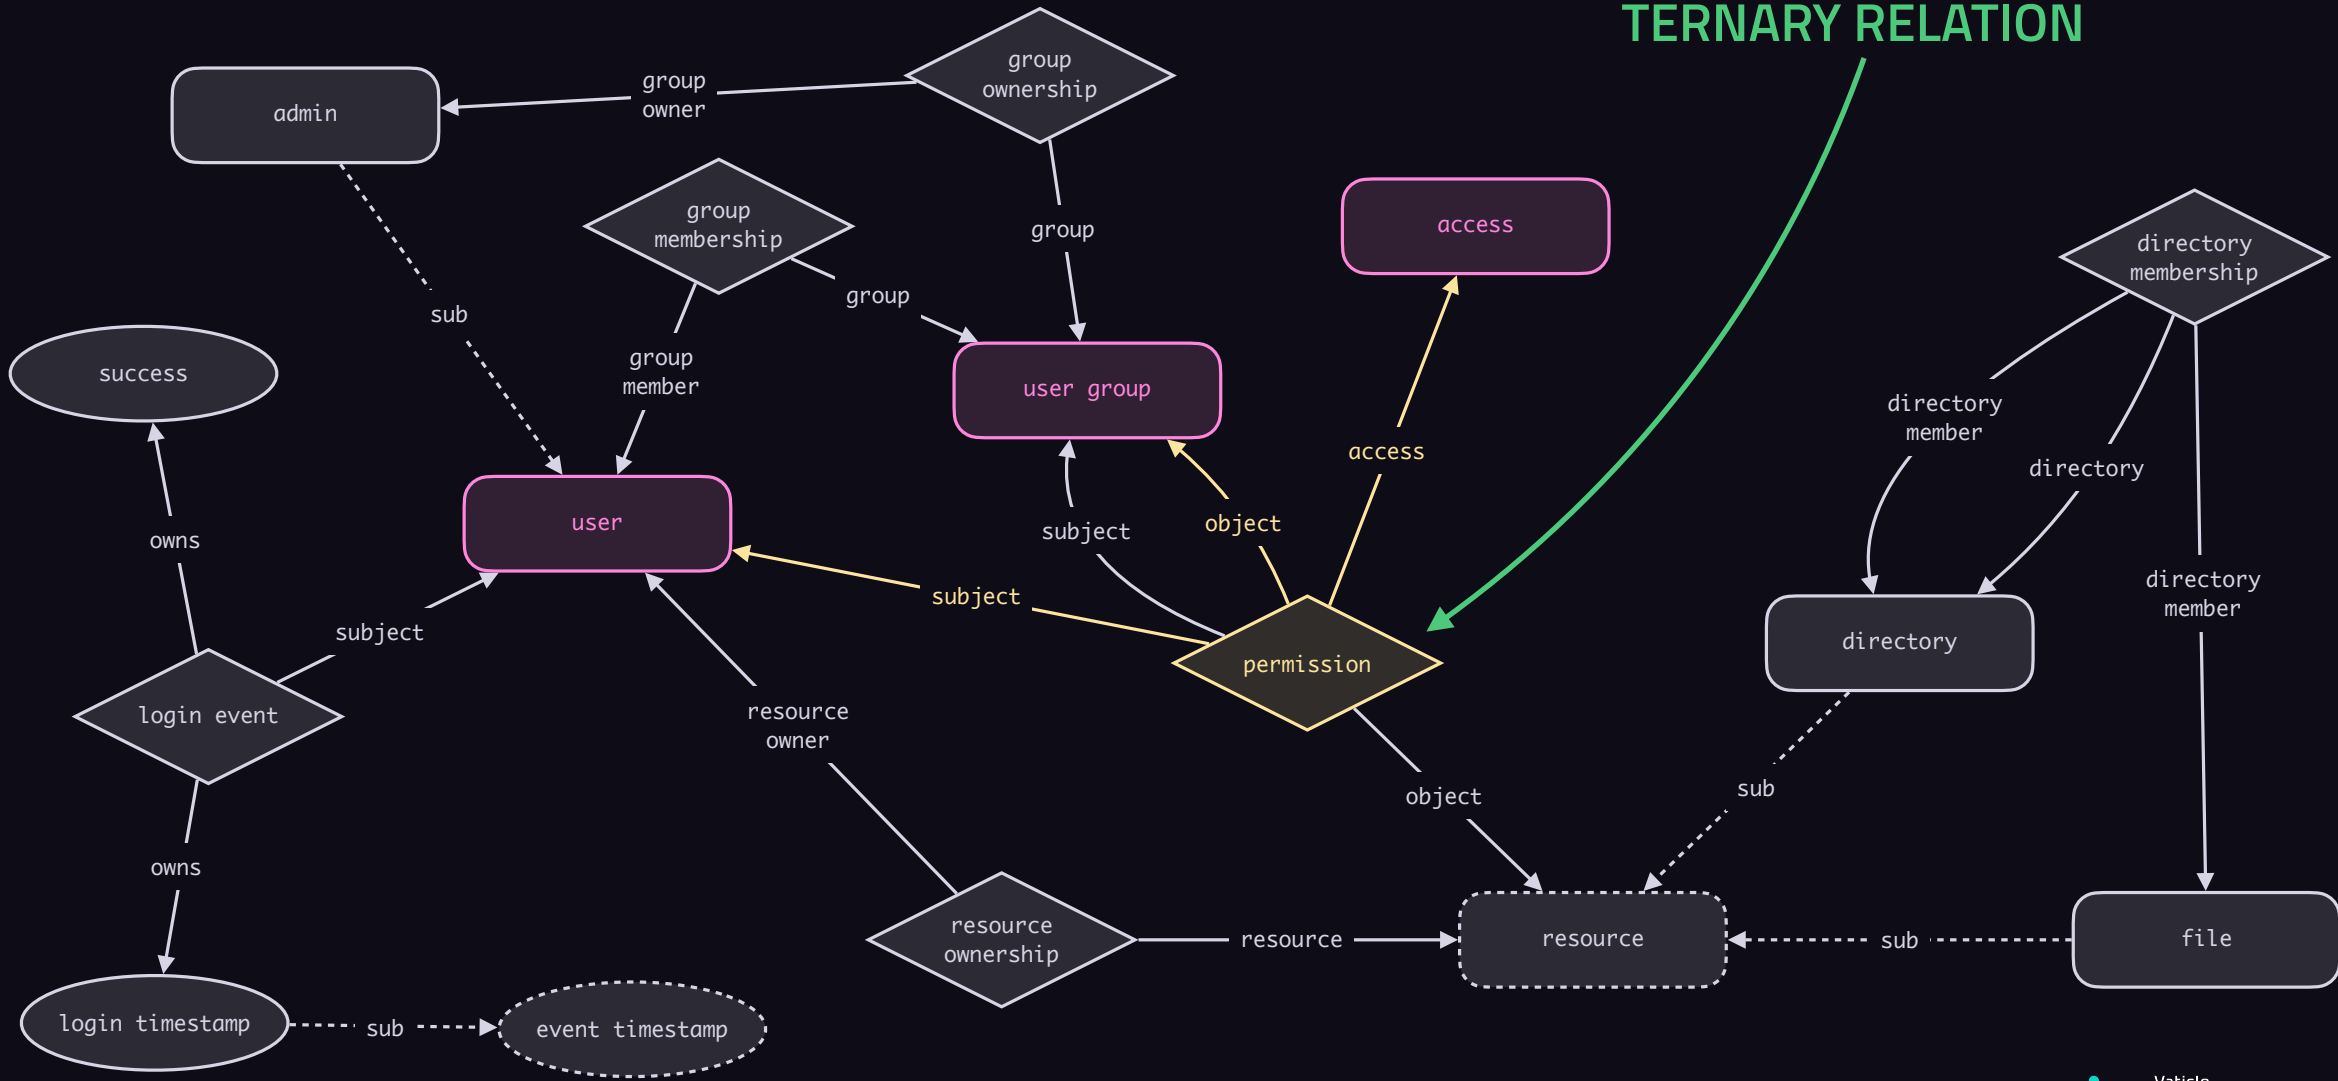 TERNARY RELATION
group
ownership
group
owner
admin
group
membership
group
access
directory
membership
group
sub
group
member
success
user group
directory
member
access
directory
user
subject
object
owns
subject
directory
member
subject
directory
permission
login event
resource
owner
object
sub
owns
resource
ownership
resource
resource
sub
file
login timestamp
sub
event timestamp
Vaticle